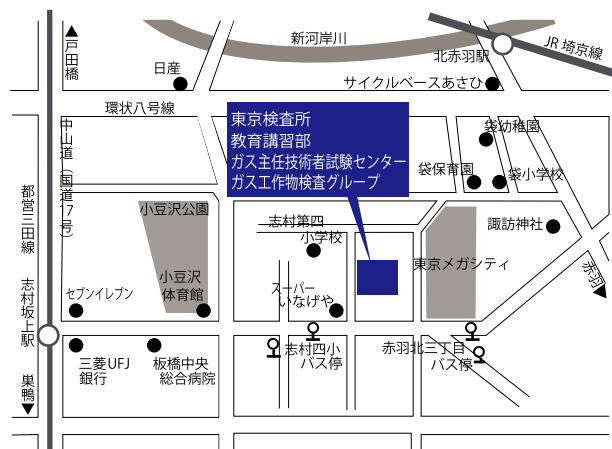 新河岸川
JR 埼京線
北赤羽駅
▲戸田橋
日産
サイクルベースあさひ
環状八号線
東京検査所
教育講習部
ガス主任技術者試験センター
ガス工作物検査グループ
中山道（国道17号）
袋幼稚園
袋保育園
袋小学校
都営三田線　志村坂上駅
小豆沢公園
志村第四
小学校
諏訪神社
東京メガシティ
赤羽▼
小豆沢
体育館
セブンイレブン
スーパー
いなげや
三菱UFJ
銀行
板橋中央
総合病院
志村四小
バス停
赤羽北三丁目
バス停
巣鴨▼